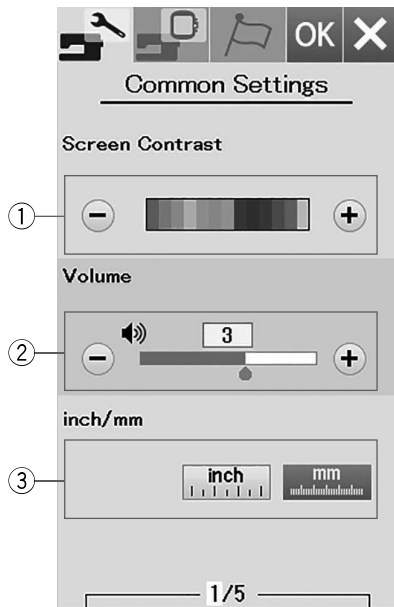 OK
Common Settings
Screen Contrast
① − +
Volume
3
② − +
inch/mm
③ inch mm
1/5